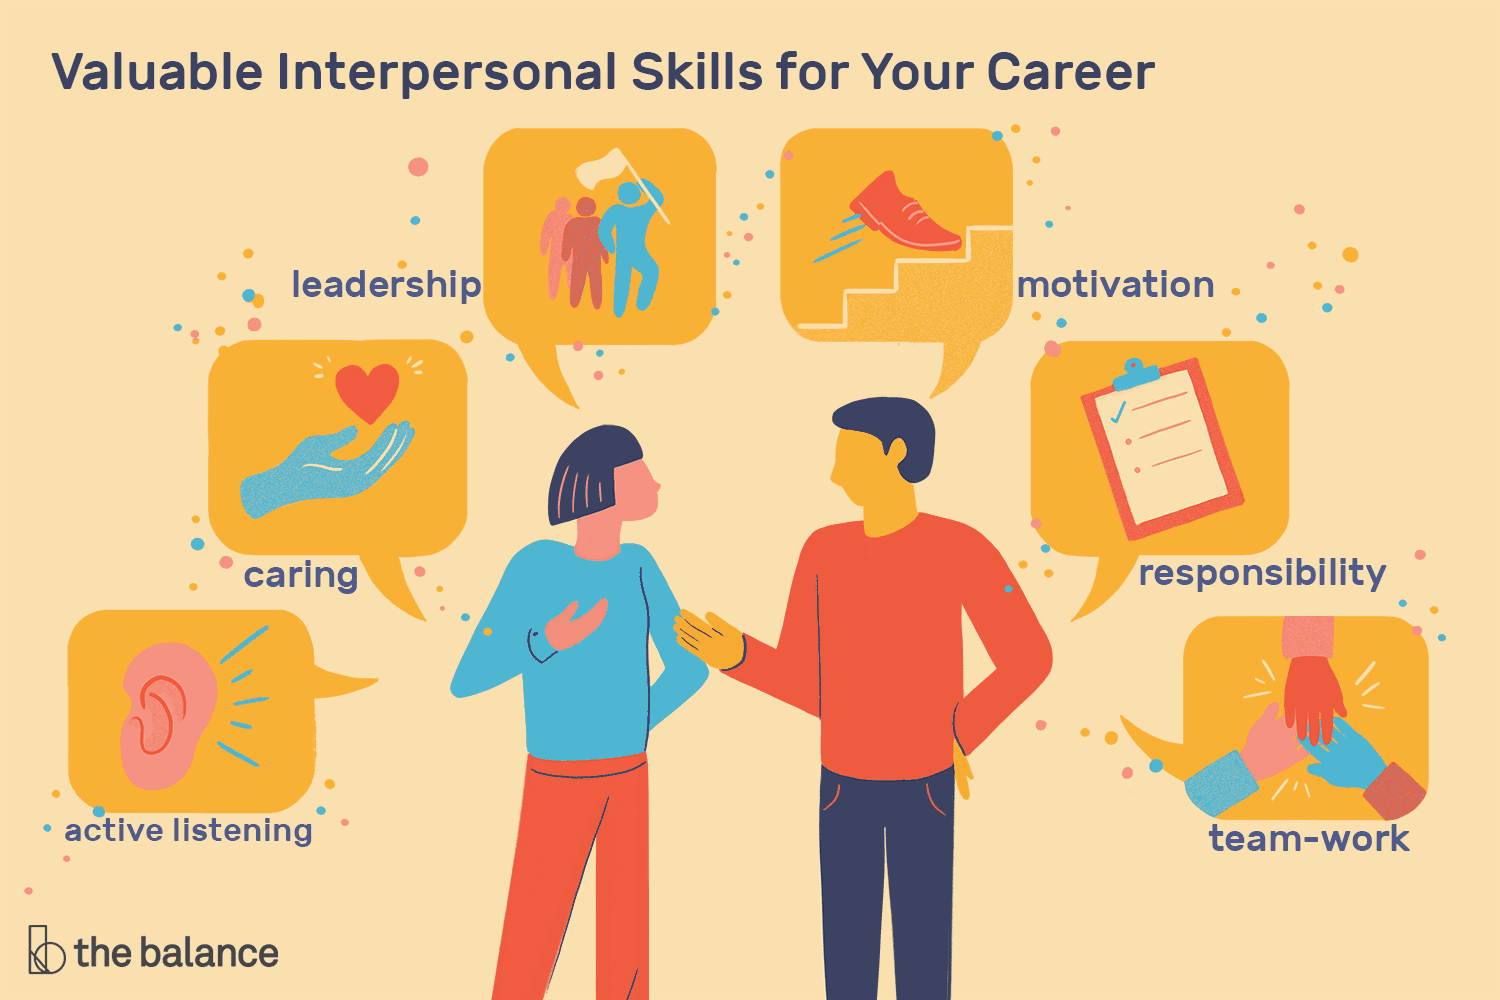 Valuable Interpersonal Skills for Your Career
leadership
motivation
caring
responsibility
active listening
team-work
the balance